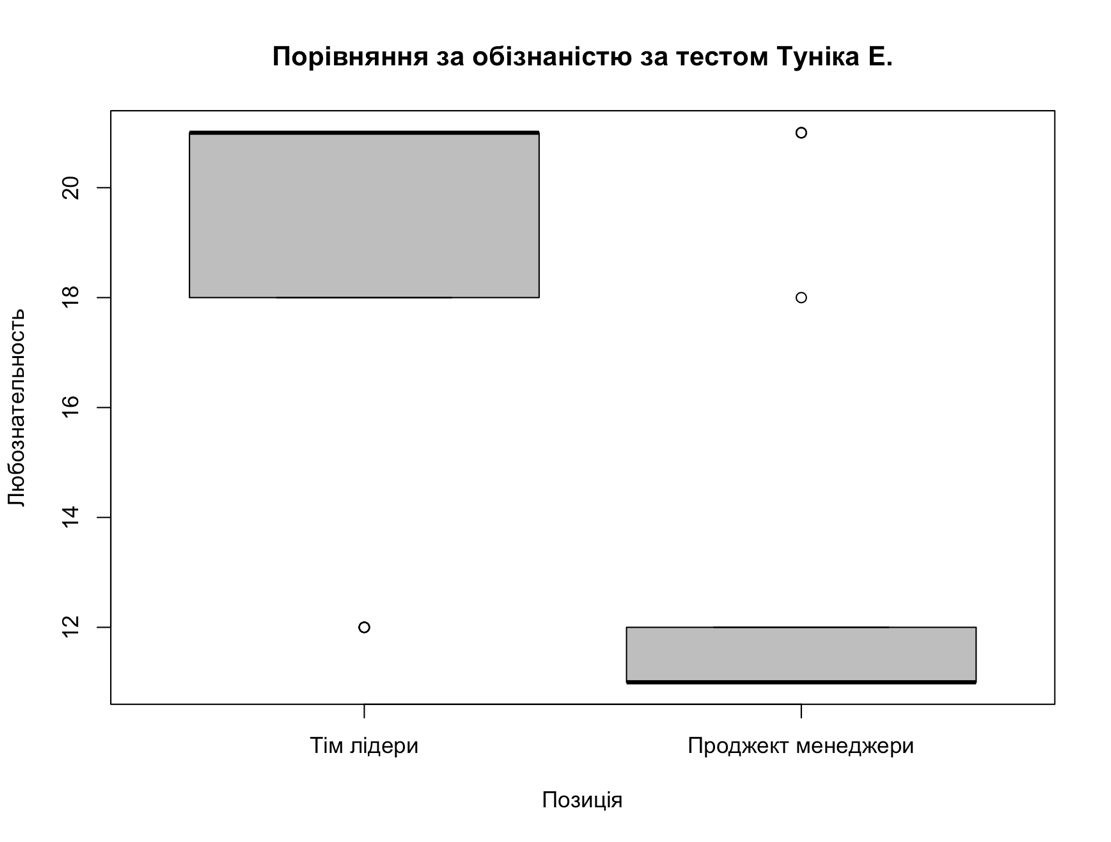 Порівняння за обізнаністю за тестом Туніка Е.
Любознательность
20
18
16
14
12
Тім лідери
Проджект менеджери
Позиція